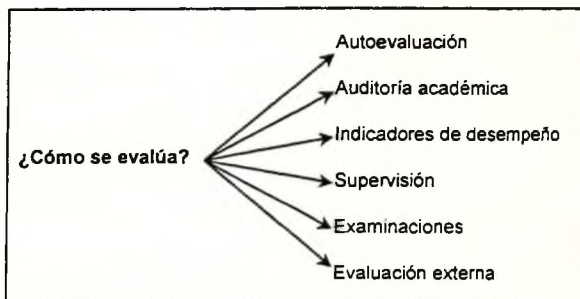 Autoevaluación
Auditoría académica
Indicadores de desempeño
¿Cómo se evalúa?
Supervisión
Examinaciones
Evaluación externa